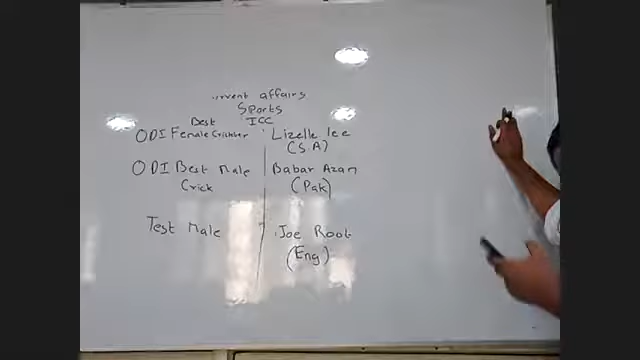 urrent affairs
Sports
Best ICC
ODI Female Cricketer Lizelle lee
(S.A)
ODI Best Male Babar Azam
Crick (Pak)
Test Male Joe Root
(Eng)